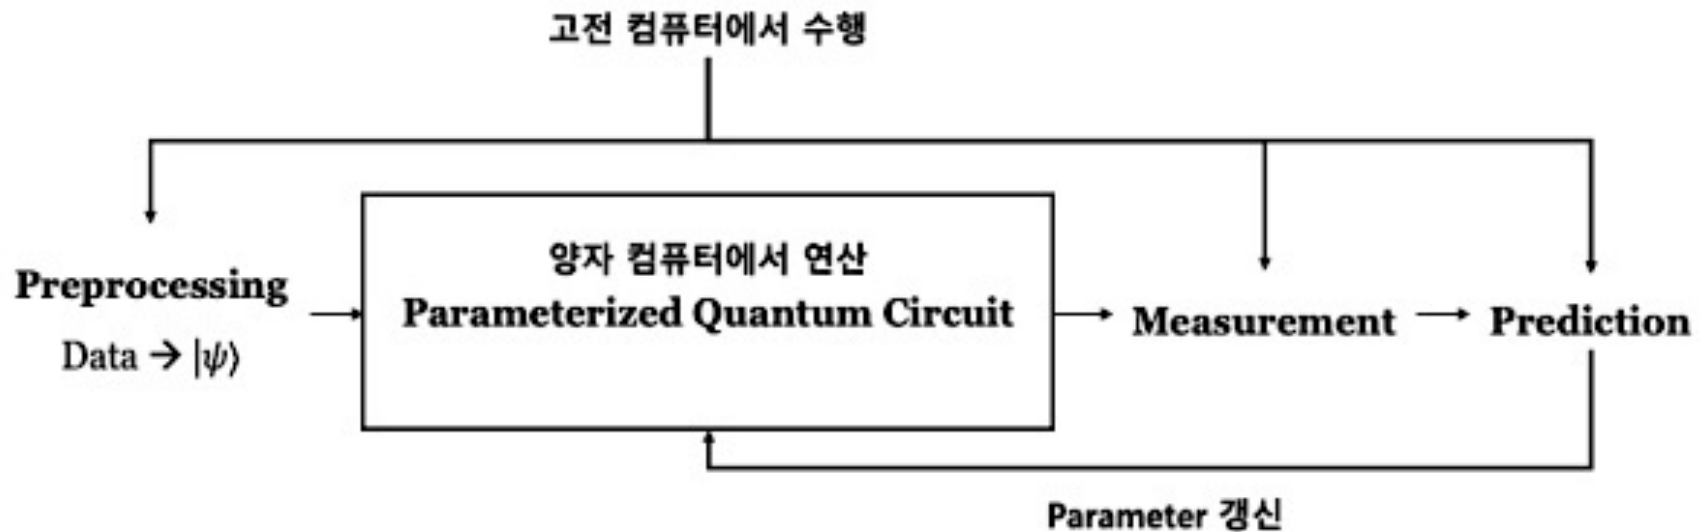 고전 컴퓨터에서 수행
양자 컴퓨터에서 연산
Preprocessing
Parameterized Quantum Circuit
Measurement
Prediction
Data → |ψ⟩
Parameter 갱신